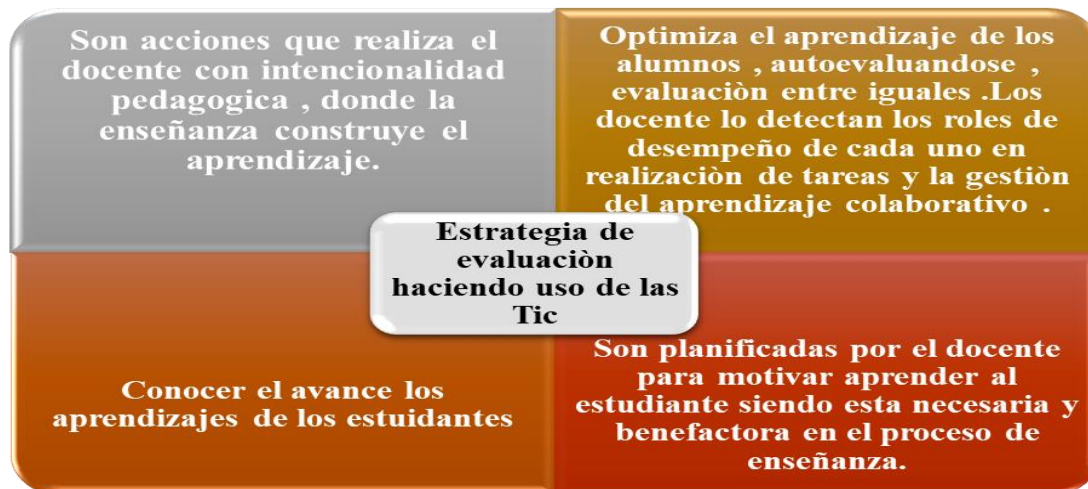 Son acciones que realiza el
docente con intencionalidad
pedagogica , donde la
enseñanza construye el
aprendizaje.
Optimiza el aprendizaje de los
alumnos , autoevaluandose ,
evaluaciòn entre iguales .Los
docente lo detectan los roles de
desempeño de cada uno en
realizaciòn de tareas y la gestiòn
del aprendizaje colaborativo .
Estrategia de
evaluaciòn
haciendo uso de las
Tic
Conocer el avance los
aprendizajes de los estuidantes
Son planificadas por el docente
para motivar aprender al
estudiante siendo esta necesaria y
benefactora en el proceso de
enseñanza.